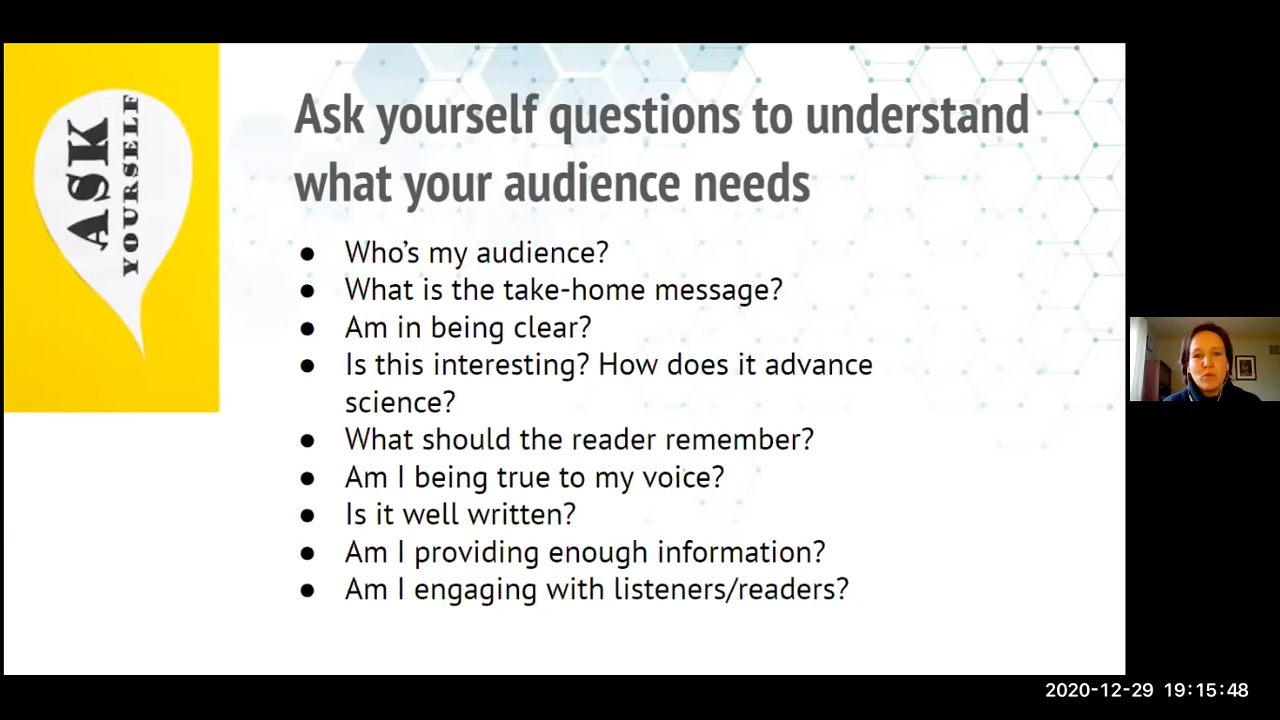 ASK
YOURSELF
Ask yourself questions to understand
what your audience needs
● Who's my audience?
● What is the take-home message?
● Am in being clear?
● Is this interesting? How does it advance
science?
● What should the reader remember?
● Am I being true to my voice?
● Is it well written?
● Am I providing enough information?
● Am I engaging with listeners/readers?
2020-12-29 19:15:48